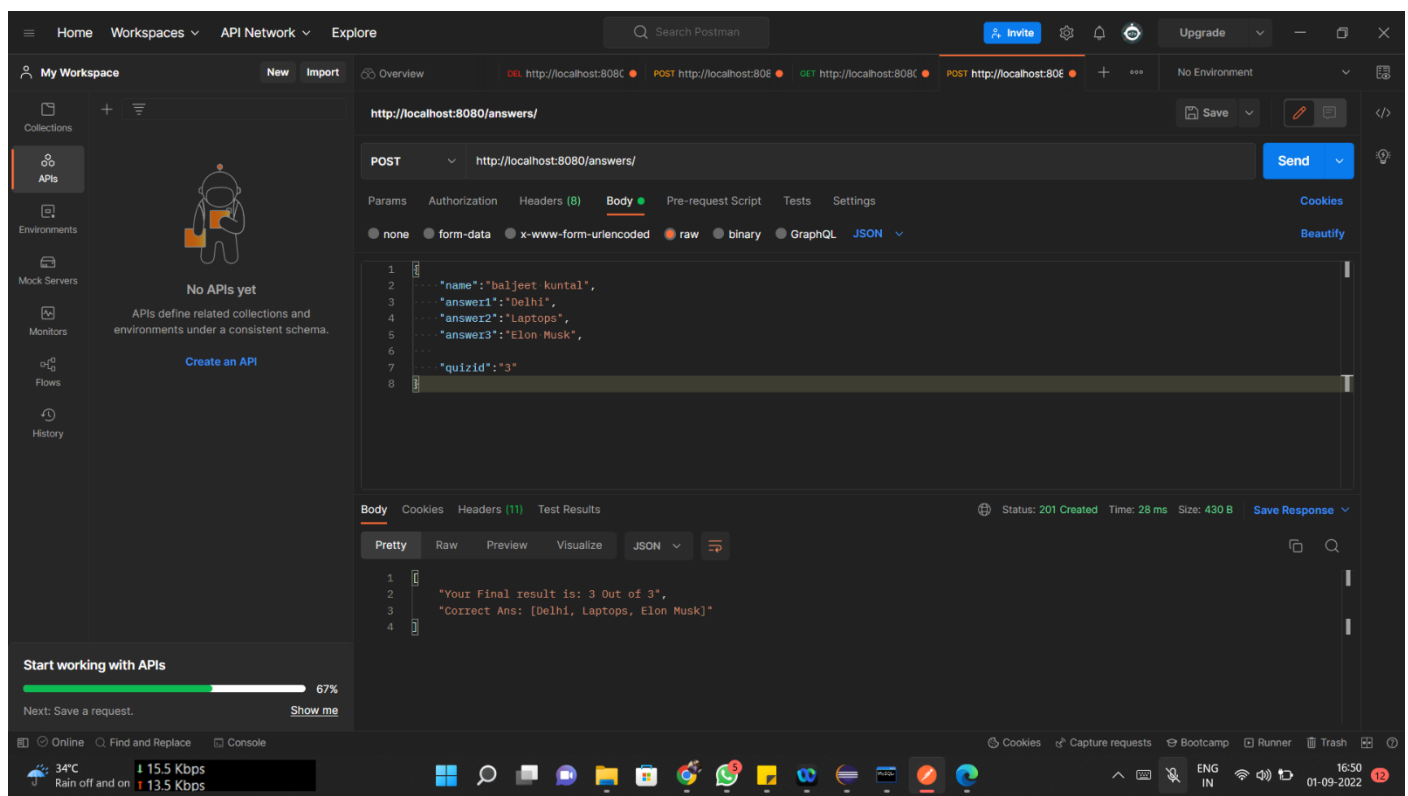 Home Workspaces API Network Explore Search Postman Invite Upgrade
My Workspace New Import Overview DEL http://localhost:8080 POST http://localhost:808 GET http://localhost:8080 POST http://localhost:808 No Environment
Collections
APIs
Environments
Mock Servers
Monitors
Flows
History
No APIs yet
APIs define related collections and
environments under a consistent schema.
Create an API
http://localhost:8080/answers/ Save
POST http://localhost:8080/answers/ Send
Params Authorization Headers (8) Body Pre-request Script Tests Settings Cookies
none form-data x-www-form-urlencoded raw binary GraphQL JSON Beautify
1 {
2 "name":"baljeet kuntal",
3 "answer1":"Delhi",
4 "answer2":"Laptops",
5 "answer3":"Elon Musk",
6
7 "quizid":"3"
8 }
Body Cookies Headers (11) Test Results Status: 201 Created Time: 28 ms Size: 430 B Save Response
Pretty Raw Preview Visualize JSON
1 [
2 "Your Final result is: 3 Out of 3",
3 "Correct Ans: [Delhi, Laptops, Elon Musk]"
4 ]
Start working with APIs
67%
Next: Save a request. Show me
Online Find and Replace Console Cookies Capture requests Bootcamp Runner Trash
34°C
Rain off and on
15.5 Kbps
13.5 Kbps
5
ENG
IN
16:50
01-09-2022
12